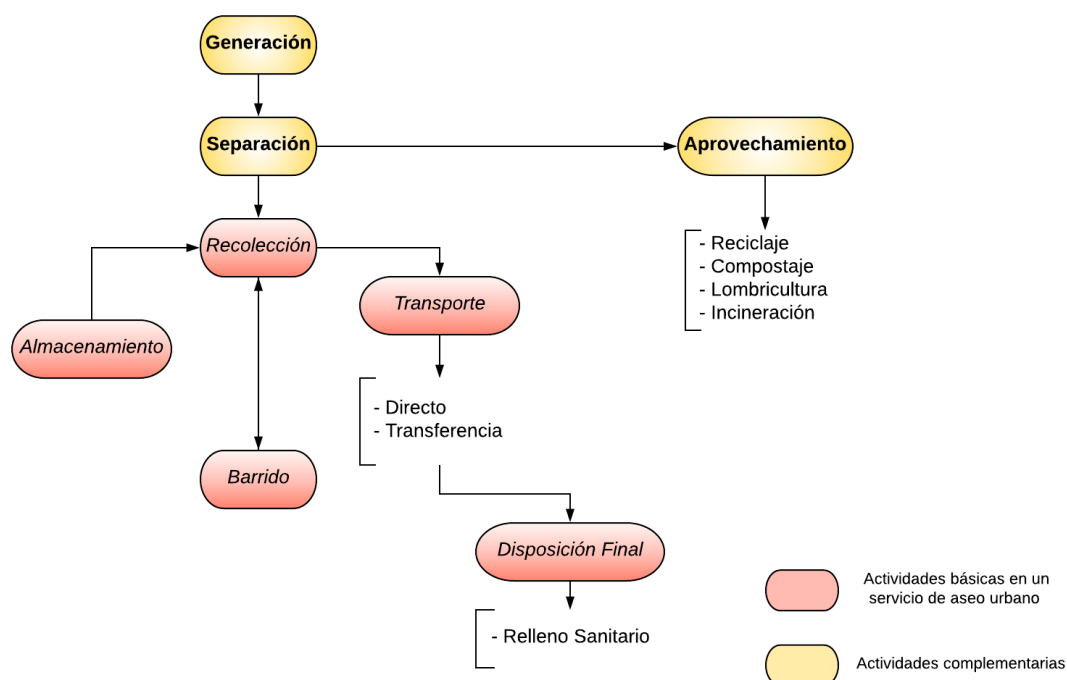 Generación
Separación
Aprovechamiento
- Reciclaje
- Compostaje
- Lombricultura
- Incineración
Recolección
Transporte
Almacenamiento
- Directo
- Transferencia
Barrido
Disposición Final
- Relleno Sanitario
Actividades básicas en un
servicio de aseo urbano
Actividades complementarias